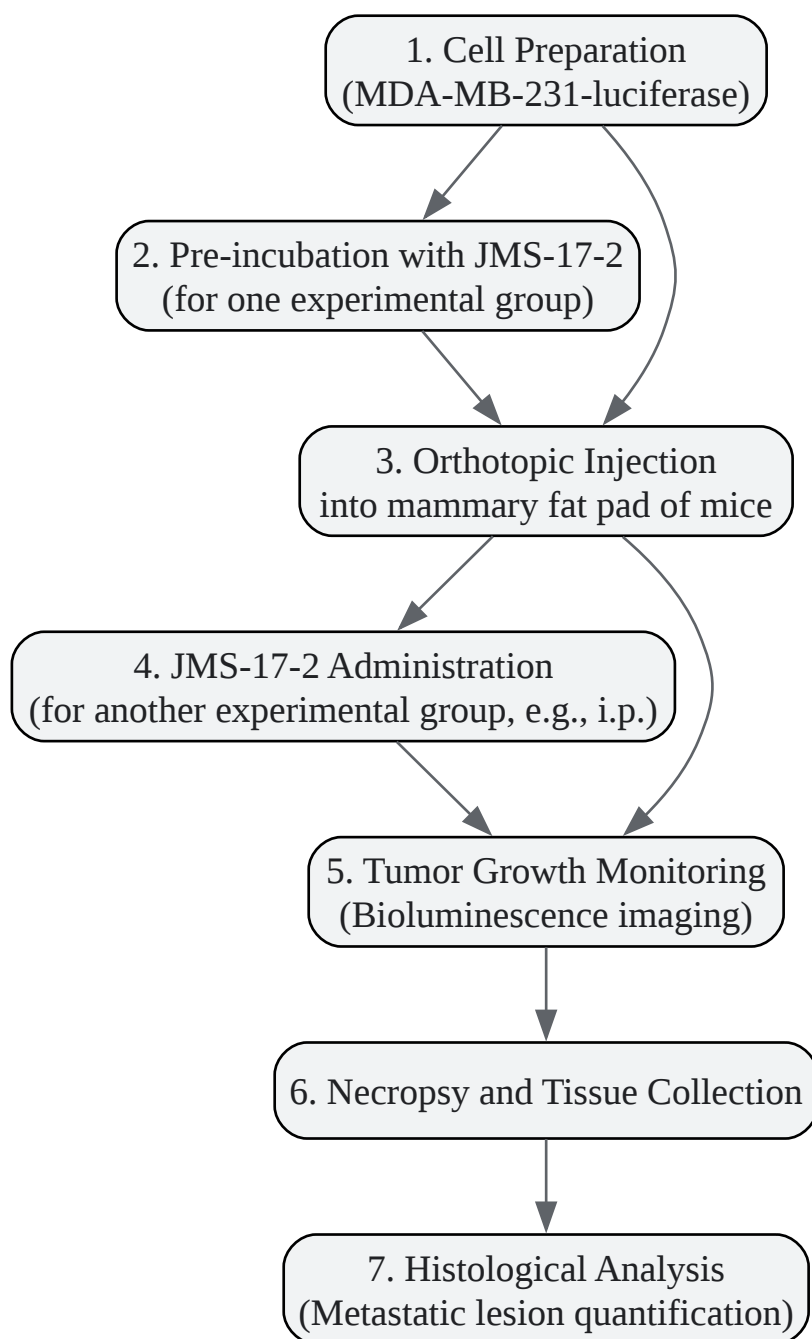 1. Cell Preparation
(MDA-MB-231-luciferase)
2. Pre-incubation with JMS-17-2
(for one experimental group)
3. Orthotopic Injection
into mammary fat pad of mice
4. JMS-17-2 Administration
(for another experimental group, e.g., i.p.)
5. Tumor Growth Monitoring
(Bioluminescence imaging)
6. Necropsy and Tissue Collection
7. Histological Analysis
(Metastatic lesion quantification)